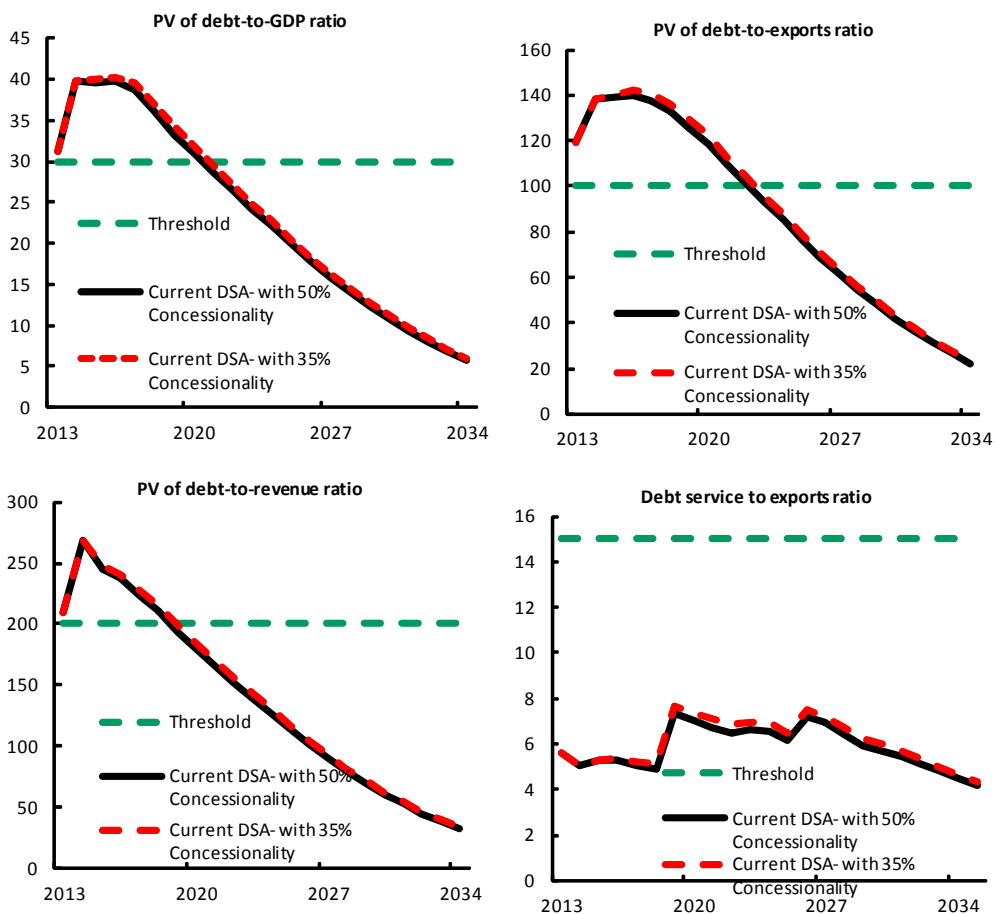 PV of debt-to-GDP ratio
45
40
35
30
25
20
15
10
5
0
Threshold
Current DSA- with 50%
Concessionality
Current DSA- with 35%
Concessionality
2013
2020
2027
2034
PV of debt-to-exports ratio
160
140
120
100
80
60
40
20
0
Threshold
Current DSA- with 50%
Concessionality
Current DSA- with 35%
Concessionality
2013
2020
2027
2034
PV of debt-to-revenue ratio
300
250
200
150
100
50
0
Threshold
Current DSA- with 50%
Concessionality
Current DSA- with 35%
Concessionality
2013
2020
2027
2034
Debt service to exports ratio
16
14
12
10
8
6
4
2
0
Threshold
Current DSA- with 50%
Concessionality
Current DSA- with 35%
Concessionality
2013
2020
2027
2034